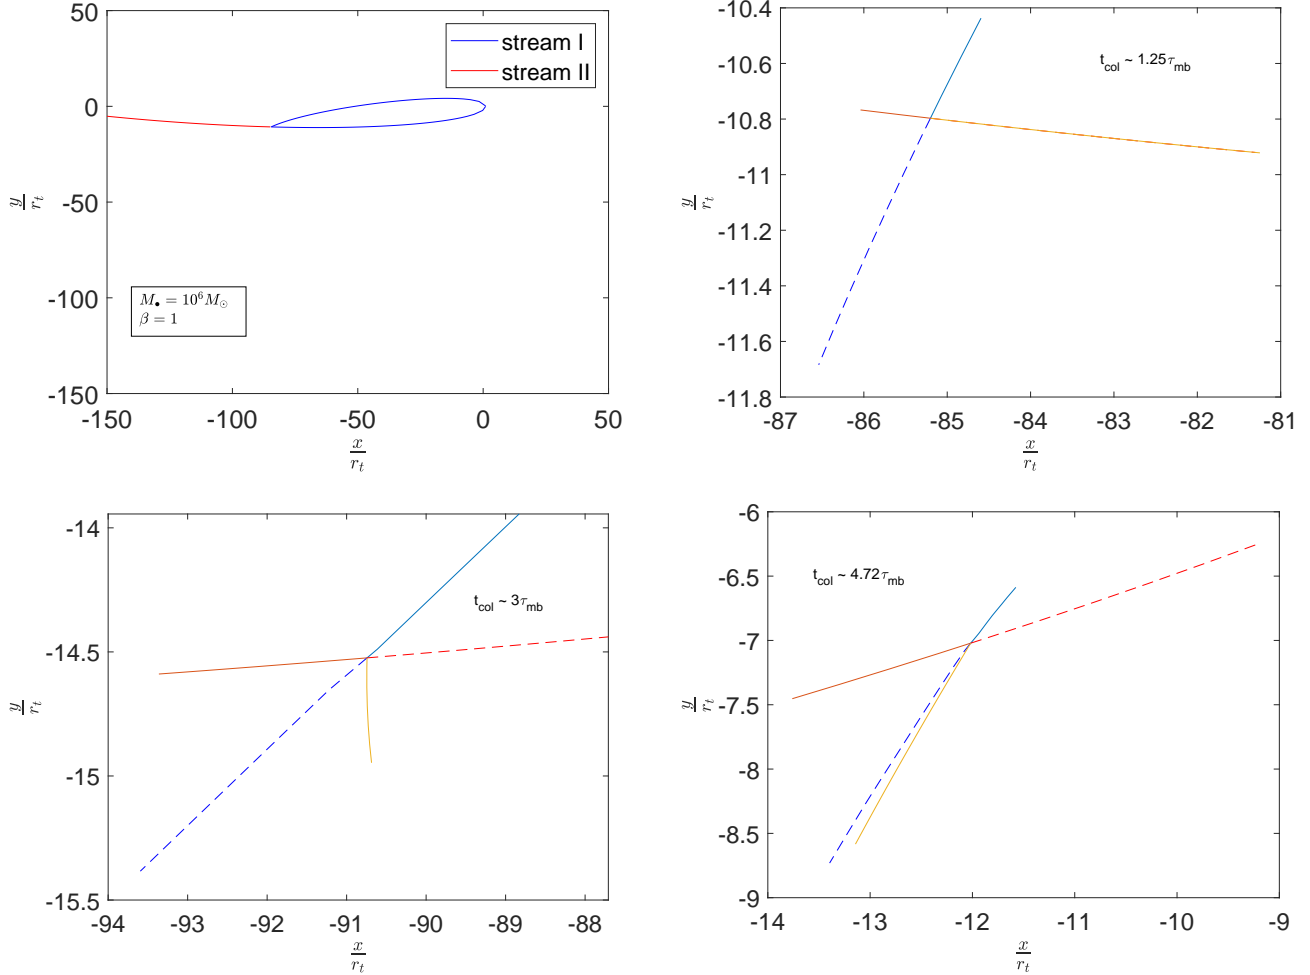 50
0
-50
-100
-150
-150 -100 -50 0 50
y/r_t
x/r_t
stream I
stream II
M_• = 10^6 M_⊙
β = 1
-10.4
-10.6
-10.8
-11
-11.2
-11.4
-11.6
-11.8
-87 -86 -85 -84 -83 -82 -81
y/r_t
x/r_t
t_col ~ 1.25τ_mb
-14
-14.5
-15
-15.5
-94 -93 -92 -91 -90 -89 -88
y/r_t
x/r_t
t_col ~ 3τ_mb
-6
-6.5
-7
-7.5
-8
-8.5
-9
-14 -13 -12 -11 -10 -9
y/r_t
x/r_t
t_col ~ 4.72τ_mb